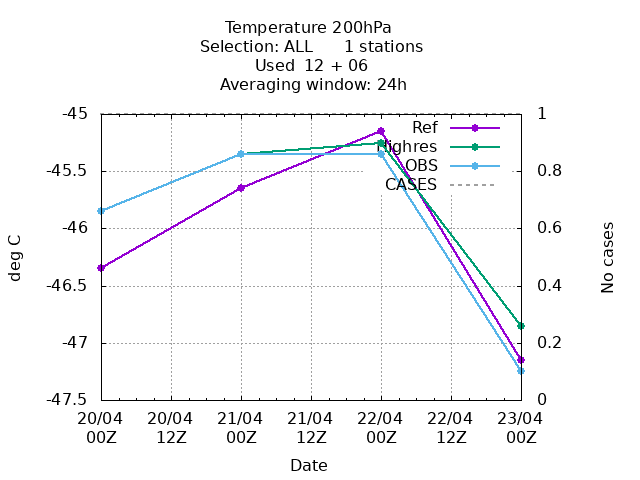 Temperature 200hPa
Selection: ALL 1 stations
Used 12 + 06
Averaging window: 24h
-45
-45.5
-46
-46.5
-47
-47.5
deg C
1
0.8
0.6
0.4
0.2
0
No cases
Ref
Highres
OBS
CASES
20/04 20/04 21/04 21/04 22/04 22/04 23/04
00Z 12Z 00Z 12Z 00Z 12Z 00Z
Date